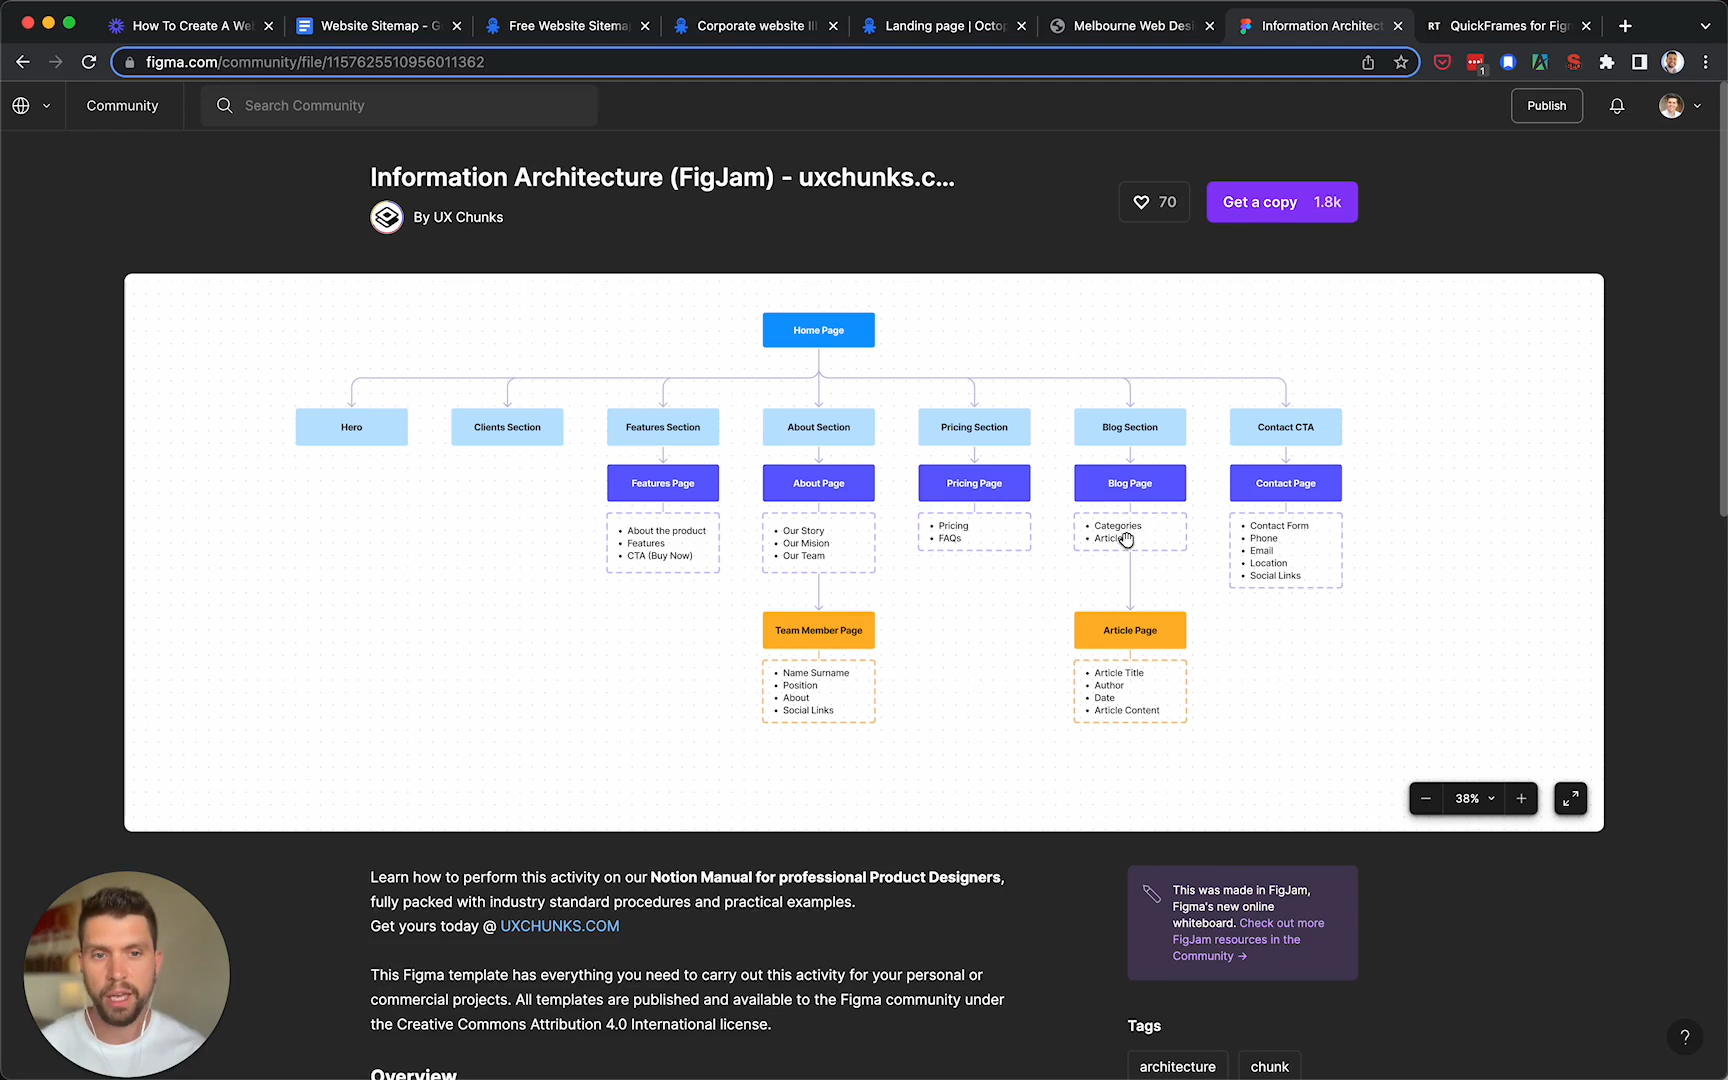 How To Create A We
Website Sitemap - G
Free Website Sitema
Corporate website Il
Landing page | Octop
Melbourne Web Desi
Information Architect
RT
QuickFrames for Figm
figma.com/community/file/1157625510956011362
1
Community
Search Community
Publish
Information Architecture (FigJam) - uxchunks.c...
By UX Chunks
70
Get a copy 1.8k
Home Page
Hero
Clients Section
Features Section
About Section
Pricing Section
Blog Section
Contact CTA
Features Page
About Page
Pricing Page
Blog Page
Contact Page
• About the product
• Features
• CTA (Buy Now)
• Our Story
• Our Mision
• Our Team
• Pricing
• FAQs
• Categories
• Article
• Contact Form
• Phone
• Email
• Location
• Social Links
Team Member Page
Article Page
• Name Surname
• Position
• About
• Social Links
• Article Title
• Author
• Date
• Article Content
38%
Learn how to perform this activity on our Notion Manual for professional Product Designers,
fully packed with industry standard procedures and practical examples.
Get yours today @ UXCHUNKS.COM
This Figma template has everything you need to carry out this activity for your personal or
commercial projects. All templates are published and available to the Figma community under
the Creative Commons Attribution 4.0 International license.
Overview
This was made in FigJam,
Figma's new online
whiteboard. Check out more
FigJam resources in the
Community →
Tags
architecture
chunk
?